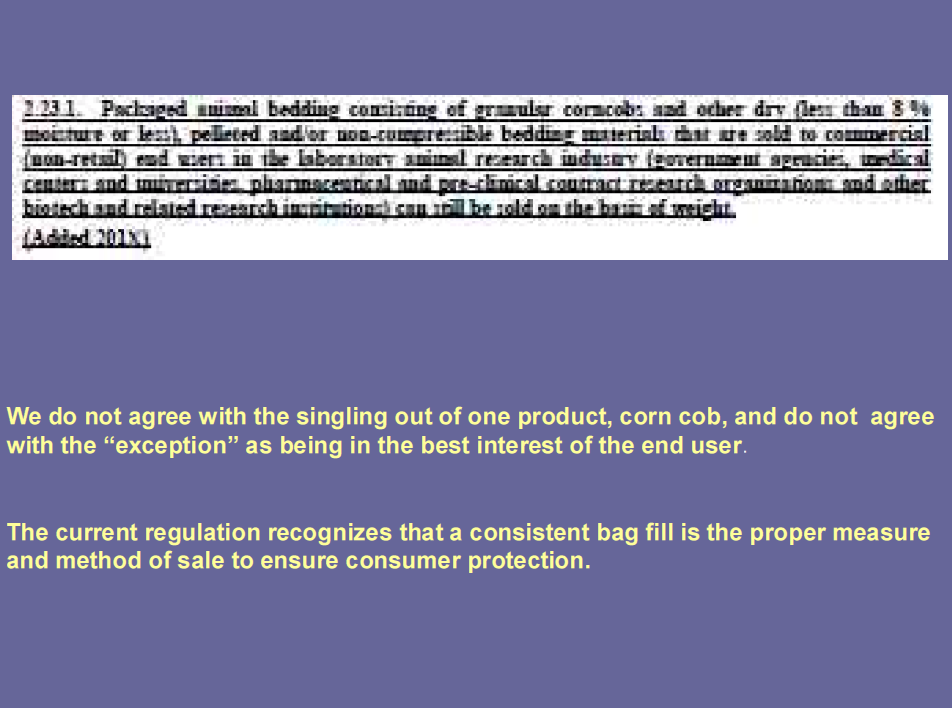 2.23.1. Packaged animal bedding consisting of granular corncobs and other dry (less than 8 %
moisture or less), pelleted and/or non-compressible bedding materials that are sold to commercial
(non-retail) end users in the laboratory animal research industry (government agencies, medical
centers and universities, pharmaceutical and pre-clinical contract research organizations and other
biotech and related research institutions) can still be sold on the basis of weight.
(Added 201X)
We do not agree with the singling out of one product, corn cob, and do not agree
with the “exception” as being in the best interest of the end user.
The current regulation recognizes that a consistent bag fill is the proper measure
and method of sale to ensure consumer protection.